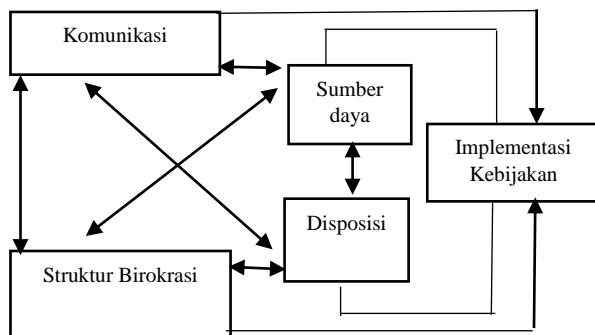 Komunikasi
Sumber
daya
Implementasi
Kebijakan
Disposisi
Struktur Birokrasi